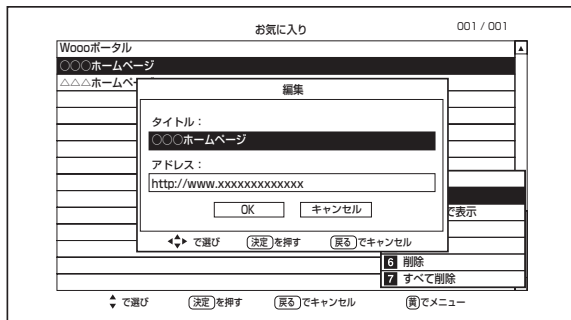 お気に入り
001 / 001
Woooポータル
○○○ホームページ
△△△ホームペ
編集
タイトル：
○○○ホームページ
アドレス：
http://www.xxxxxxxxxxxxx
OK
キャンセル
で選び 決定を押す 戻るでキャンセル
で表示
6 削除
7 すべて削除
で選び 決定を押す 戻るでキャンセル 黄でメニュー